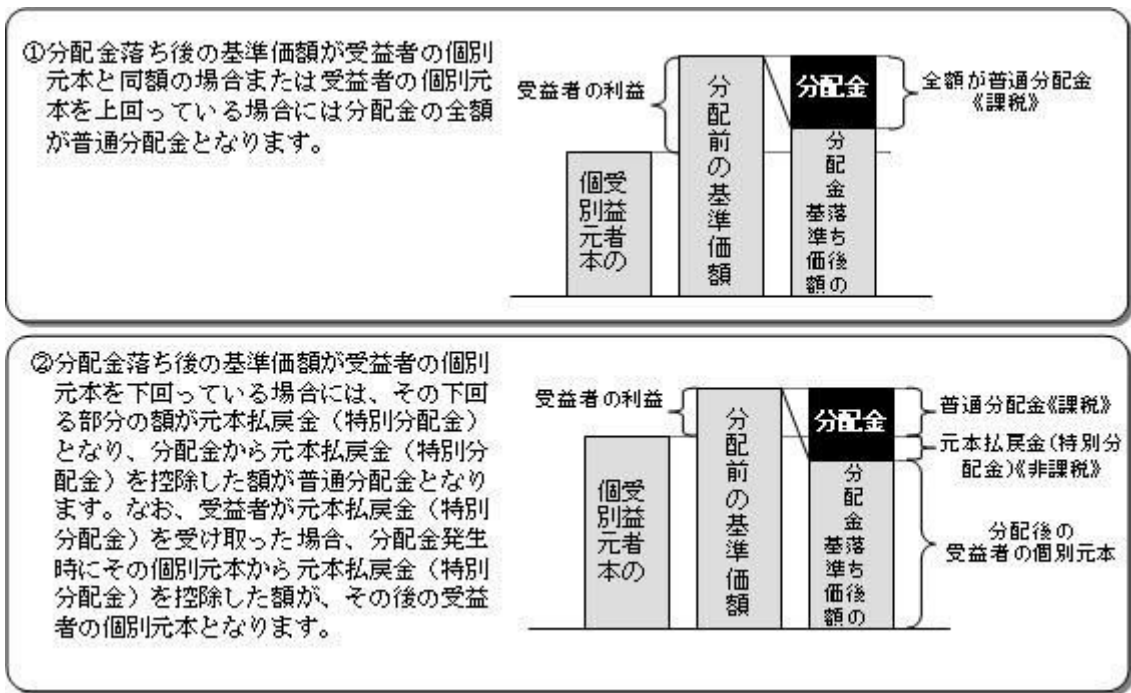 ①分配金落ち後の基準価額が受益者の個別
元本と同額の場合または受益者の個別元
本を上回っている場合には分配金の全額
が普通分配金となります。
受益者の利益
個別元本
受益者の
分配前の基準価額
分配金
基準価額
分配金落ち後の
全額が普通分配金
《課税》
②分配金落ち後の基準価額が受益者の個別
元本を下回っている場合には、その下回
る部分の額が元本払戻金（特別分配金）
となり、分配金から元本払戻金（特別分
配金）を控除した額が普通分配金となり
ます。なお、受益者が元本払戻金（特別
分配金）を受け取った場合、分配金発生
時にその個別元本から元本払戻金（特別
分配金）を控除した額が、その後の受益
者の個別元本となります。
受益者の利益
個別元本
受益者の
分配前の基準価額
分配金
基準価額
分配金落ち後の
普通分配金《課税》
元本払戻金(特別分
配金)《非課税》
分配後の
受益者の個別元本